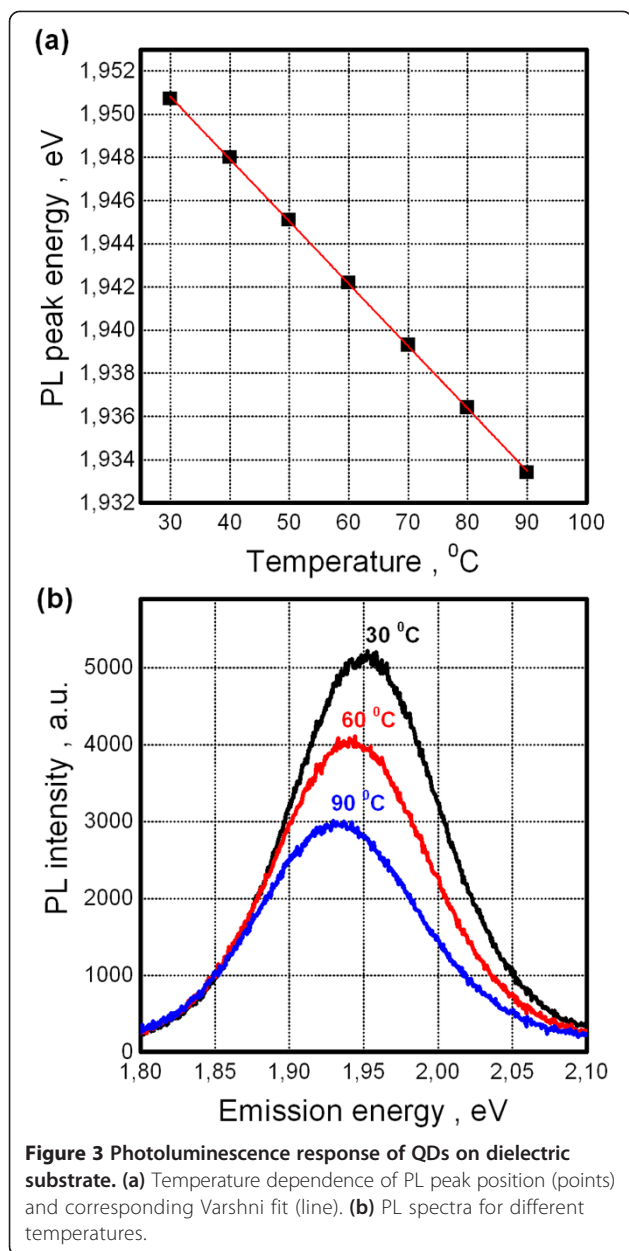 (a)
1,952
1,950
1,948
1,946
1,944
1,942
1,940
1,938
1,936
1,934
1,932
PL peak energy , eV
30 40 50 60 70 80 90 100
Temperature , ⁰C
(b)
5000
4000
3000
2000
1000
0
PL intensity , a.u.
30 ⁰C
60 ⁰C
90 ⁰C
1,80 1,85 1,90 1,95 2,00 2,05 2,10
Emission energy , eV
Figure 3 Photoluminescence response of QDs on dielectric
substrate. (a) Temperature dependence of PL peak position (points)
and corresponding Varshni fit (line). (b) PL spectra for different
temperatures.